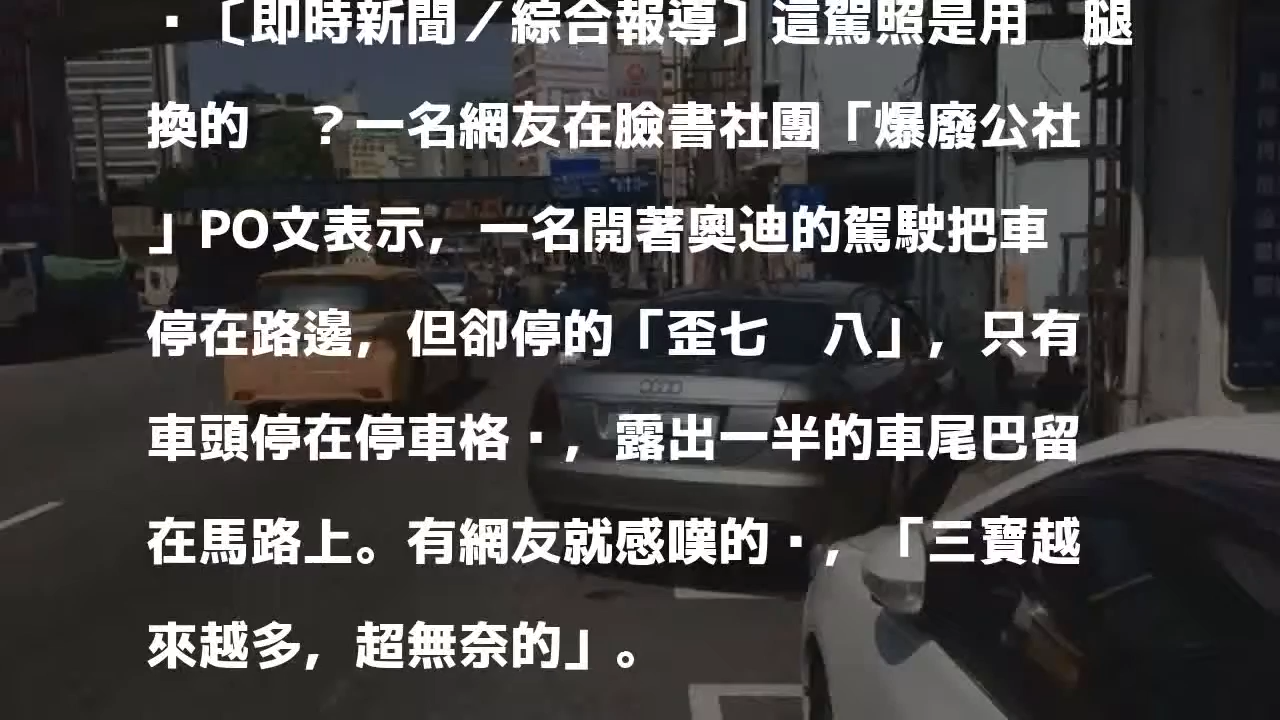 ·〔即時新聞／綜合報導〕這駕照是用　腿
換的　？一名網友在臉書社團「爆廢公社
」PO文表示，一名開著奧迪的駕駛把車
停在路邊，但卻停的「歪七　八」，只有
車頭停在停車格·，露出一半的車尾巴留
在馬路上。有網友就感嘆的·，「三寶越
來越多，超無奈的」。